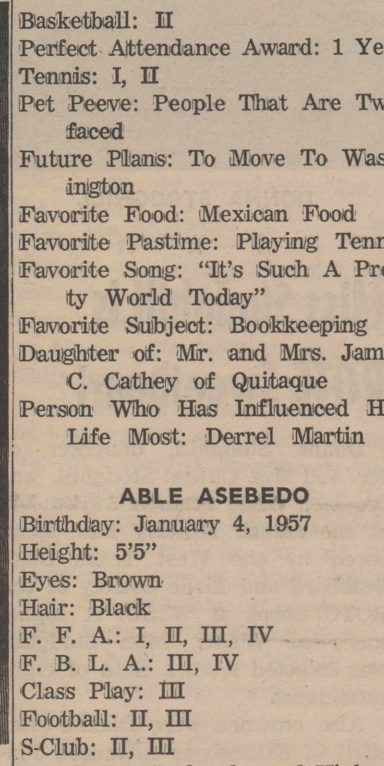 Basketball: II
Perfect Attendance Award: 1 Ye
Tennis: I, II
Pet Peeve: People That Are Tw
faced
Future Plans: To Move To Was
ington
Favorite Food: Mexican Food
Favorite Pastime: Playing Tenn
Favorite Song: “It's Such A Pre
ty World Today”
Favorite Subject: Bookkeeping
Daughter of: Mr. and Mrs. Jam
C. Cathey of Quitaque
Person Who Has Influenced H
Life Most: Derrel Martin
ABLE ASEBEDO
Birthday: January 4, 1957
Height: 5'5”
Eyes: Brown
Hair: Black
F. F. A.: I, II, III, IV
F. B. L. A.: III, IV
Class Play: III
Football: II, III
S-Club: II, III